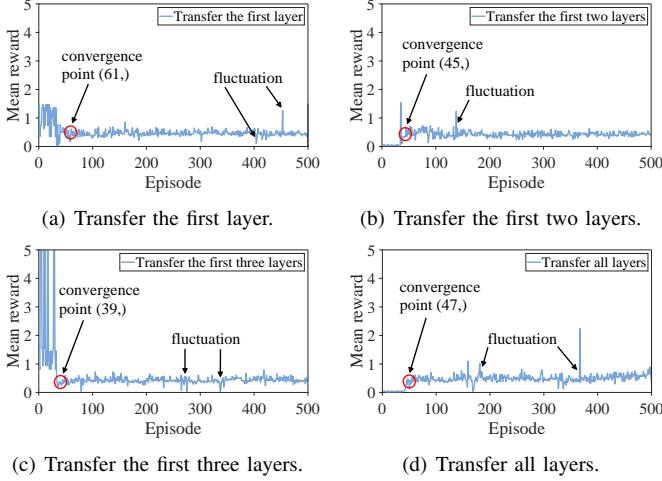 5
4
3
2
1
0
Mean reward
Transfer the first layer
convergence
point (61,)
fluctuation
0 100 200 300 400 500
Episode
(a) Transfer the first layer.
5
4
3
2
1
0
Mean reward
Transfer the first two layers
convergence
point (45,)
fluctuation
0 100 200 300 400 500
Episode
(b) Transfer the first two layers.
5
4
3
2
1
0
Mean reward
Transfer the first three layers
convergence
point (39,)
fluctuation
0 100 200 300 400 500
Episode
(c) Transfer the first three layers.
5
4
3
2
1
0
Mean reward
Transfer all layers
convergence
point (47,)
fluctuation
0 100 200 300 400 500
Episode
(d) Transfer all layers.